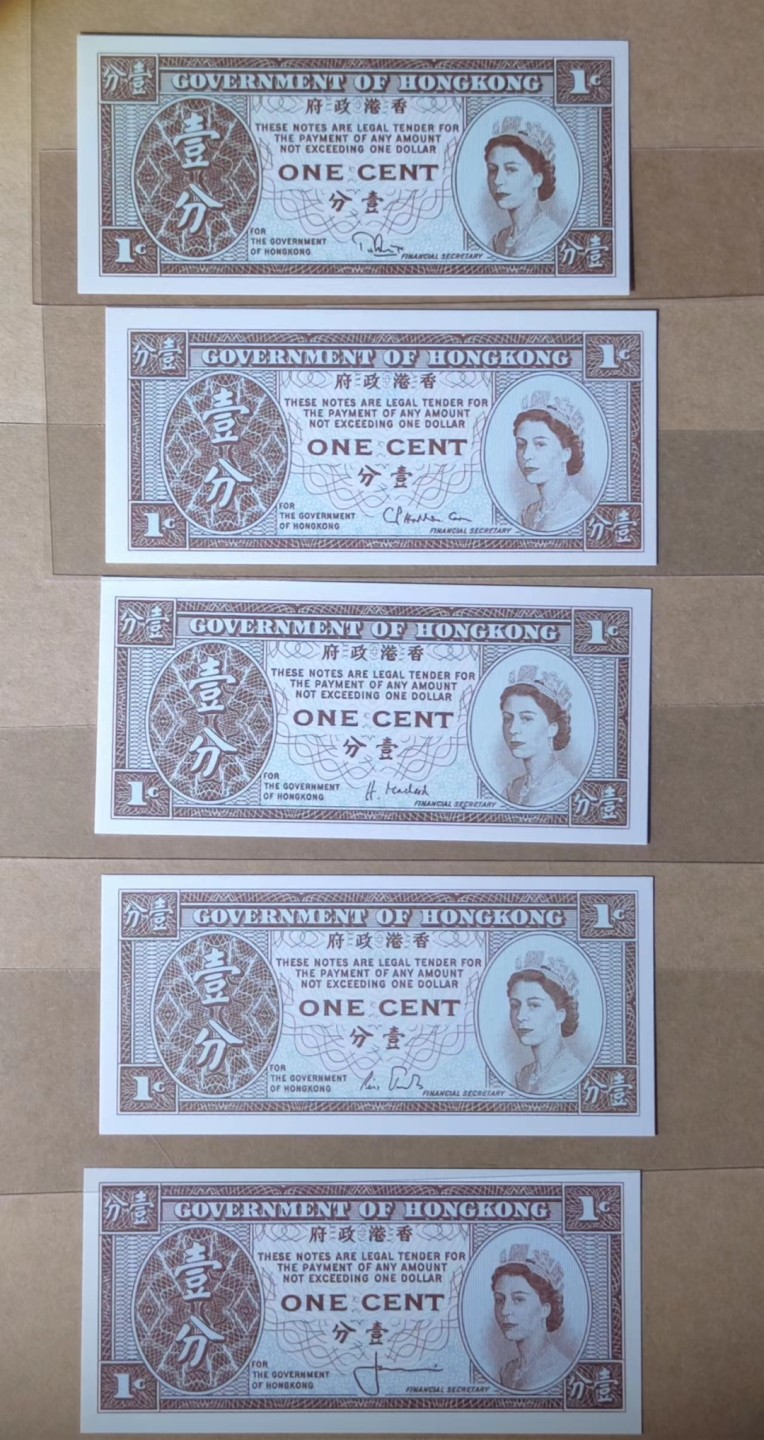 分壹 GOVERNMENT OF HONGKONG 1c
府政港香
THESE NOTES ARE LEGAL TENDER FOR
THE PAYMENT OF ANY AMOUNT
NOT EXCEEDING ONE DOLLAR
壹分
ONE CENT
分壹
FOR
THE GOVERNMENT
OF HONGKONG
FINANCIAL SECRETARY
1c 分壹
分壹 GOVERNMENT OF HONGKONG 1c
府政港香
THESE NOTES ARE LEGAL TENDER FOR
THE PAYMENT OF ANY AMOUNT
NOT EXCEEDING ONE DOLLAR
壹分
ONE CENT
分壹
FOR
THE GOVERNMENT
OF HONGKONG
FINANCIAL SECRETARY
1c 分壹
分壹 GOVERNMENT OF HONGKONG 1c
府政港香
THESE NOTES ARE LEGAL TENDER FOR
THE PAYMENT OF ANY AMOUNT
NOT EXCEEDING ONE DOLLAR
壹分
ONE CENT
分壹
FOR
THE GOVERNMENT
OF HONGKONG
FINANCIAL SECRETARY
1c 分壹
分壹 GOVERNMENT OF HONGKONG 1c
府政港香
THESE NOTES ARE LEGAL TENDER FOR
THE PAYMENT OF ANY AMOUNT
NOT EXCEEDING ONE DOLLAR
壹分
ONE CENT
分壹
FOR
THE GOVERNMENT
OF HONGKONG
FINANCIAL SECRETARY
1c 分壹
分壹 GOVERNMENT OF HONGKONG 1c
府政港香
THESE NOTES ARE LEGAL TENDER FOR
THE PAYMENT OF ANY AMOUNT
NOT EXCEEDING ONE DOLLAR
壹分
ONE CENT
分壹
FOR
THE GOVERNMENT
OF HONGKONG
FINANCIAL SECRETARY
1c 分壹